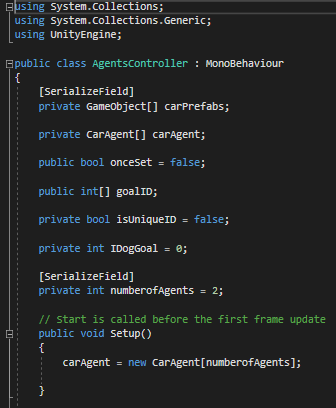 using System.Collections;
using System.Collections.Generic;
using UnityEngine;
public class AgentsController : MonoBehaviour
{
[SerializeField]
private GameObject[] carPrefabs;
private CarAgent[] carAgent;
public bool onceSet = false;
public int[] goalID;
private bool isUniqueID = false;
private int IDogGoal = 0;
[SerializeField]
private int numberofAgents = 2;
// Start is called before the first frame update
public void Setup()
{
carAgent = new CarAgent[numberofAgents];
}